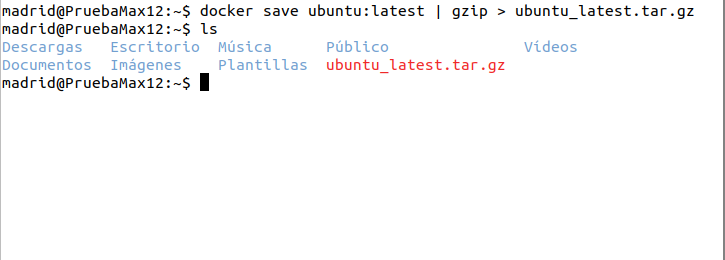 madrid@PruebaMax12:~$ docker save ubuntu:latest | gzip > ubuntu_latest.tar.gz
madrid@PruebaMax12:~$ ls
Descargas Escritorio Música Público Vídeos
Documentos Imágenes Plantillas ubuntu_latest.tar.gz
madrid@PruebaMax12:~$